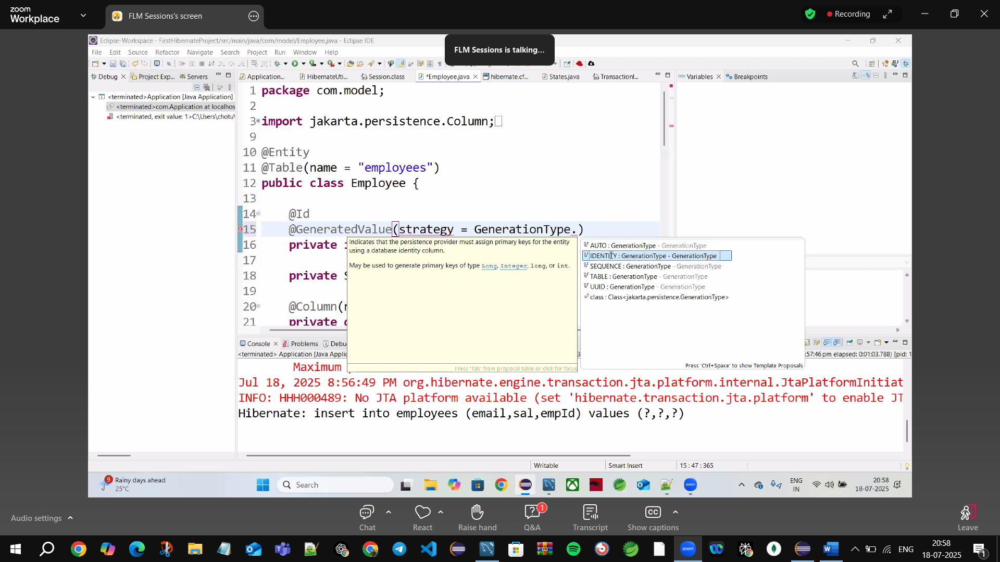 zoom
Workplace
FLM Sessions's screen
Recording
Eclipse-Workspace - FirstHibernateProject/src/main/java/com/model/Employee.java - Eclipse IDE
FLM Sessions is talking...
File Edit Source Refactor Navigate Search Project Run Window Help
Debug Project Exp... Servers
Application... HibernateUti... Session.class *Employee.java hibernate.cf... States.java TransactionI...
Variables Breakpoints
<terminated>Application [Java Application]
<terminated>com.Application at localhos
<terminated, exit value: 1>C:\Users\chotu\
1 package com.model;
2
3 import jakarta.persistence.Column;
9
10 @Entity
11 @Table(name = "employees")
12 public class Employee {
13
14 @Id
15 @GeneratedValue(strategy = GenerationType.)
16 private i
17
18 private S
19
20 @Column(n
21 private d
Indicates that the persistence provider must assign primary keys for the entity
using a database identity column.
May be used to generate primary keys of type Long, Integer, long, or int.
Press 'Tab' from proposal table or click for focus
AUTO : GenerationType - GenerationType
IDENTITY : GenerationType - GenerationType
SEQUENCE : GenerationType - GenerationType
TABLE : GenerationType - GenerationType
UUID : GenerationType - GenerationType
class : Class<jakarta.persistence.GenerationType>
Press 'Ctrl+Space' to show Template Proposals
Console Problems Debu
<terminated> Application [Java Applic
:57:46 pm elapsed: 0:01:03.788) [pid: 1
Maximum
Jul 18, 2025 8:56:49 PM org.hibernate.engine.transaction.jta.platform.internal.JtaPlatformInitiat
INFO: HHH000489: No JTA platform available (set 'hibernate.transaction.jta.platform' to enable JT
Hibernate: insert into employees (email,sal,empId) values (?,?,?)
Writable Smart Insert 15 : 47 : 365
9
Rainy days ahead
25°C
Search
zoom
ENG
IN
20:58
18-07-2025
Audio settings
Chat
React
Raise hand
1
Q&A
Transcript
CC
Show captions
Leave
zoom
ENG
20:58
18-07-2025
1